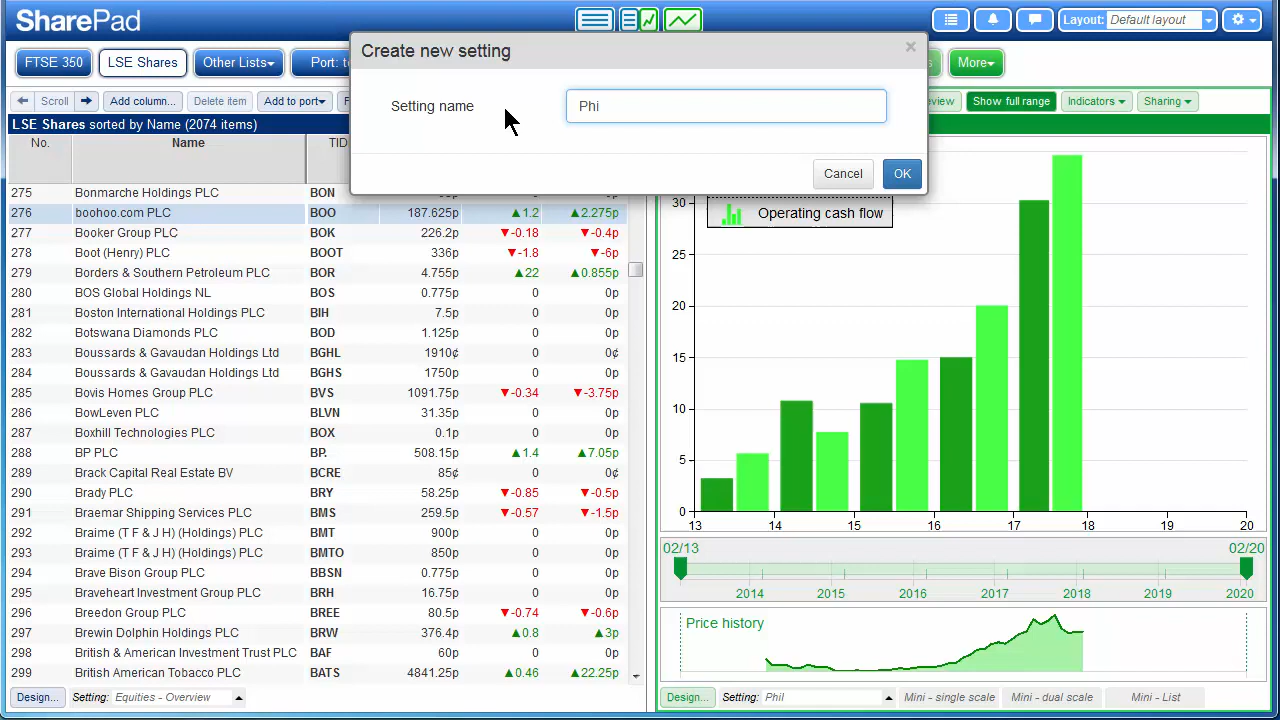 SharePad
Layout: Default layout
Create new setting
×
FTSE 350
LSE Shares
Other Lists
More
Setting name
Phi
Scroll
Add column...
Delete item
Add to port
Show full range
Indicators
Sharing
LSE Shares sorted by Name (2074 items)
No. Name TID
Cancel
OK
275 Bonmarche Holdings PLC BON
276 boohoo.com PLC BOO 187.625p ▲1.2 ▲2.275p
277 Booker Group PLC BOK 226.2p ▼-0.18 ▼-0.4p
278 Boot (Henry) PLC BOOT 336p ▼-1.8 ▼-6p
279 Borders & Southern Petroleum PLC BOR 4.755p ▲22 ▲0.855p
280 BOS Global Holdings NL BOS 0.775p 0 0p
281 Boston International Holdings PLC BIH 7.5p 0 0p
282 Botswana Diamonds PLC BOD 1.125p 0 0p
283 Boussards & Gavaudan Holdings Ltd BGHL 1910¢ 0 0¢
284 Boussards & Gavaudan Holdings Ltd BGHS 1750p 0 0p
285 Bovis Homes Group PLC BVS 1091.75p ▼-0.34 ▼-3.75p
286 BowLeven PLC BLVN 31.35p 0 0p
287 Boxhill Technologies PLC BOX 0.1p 0 0p
288 BP PLC BP. 508.15p ▲1.4 ▲7.05p
289 Brack Capital Real Estate BV BCRE 85¢ 0 0¢
290 Brady PLC BRY 58.25p ▼-0.85 ▼-0.5p
291 Braemar Shipping Services PLC BMS 259.5p ▼-0.57 ▼-1.5p
292 Braime (T F & J H) (Holdings) PLC BMT 900p 0 0p
293 Braime (T F & J H) (Holdings) PLC BMTO 850p 0 0p
294 Brave Bison Group PLC BBSN 0.775p 0 0p
295 Braveheart Investment Group PLC BRH 16.75p 0 0p
296 Breedon Group PLC BREE 80.5p ▼-0.74 ▼-0.6p
297 Brewin Dolphin Holdings PLC BRW 376.4p ▲0.8 ▲3p
298 British & American Investment Trust PLC BAF 60p 0 0p
299 British American Tobacco PLC BATS 4841.25p ▲0.46 ▲22.25p
Design... Setting: Equities - Overview
Operating cash flow
30
25
20
15
10
5
0
13 14 15 16 17 18 19 20
02/13 02/20
2014 2015 2016 2017 2018 2019 2020
Price history
Design... Setting: Phil Mini - single scale Mini - dual scale Mini - List